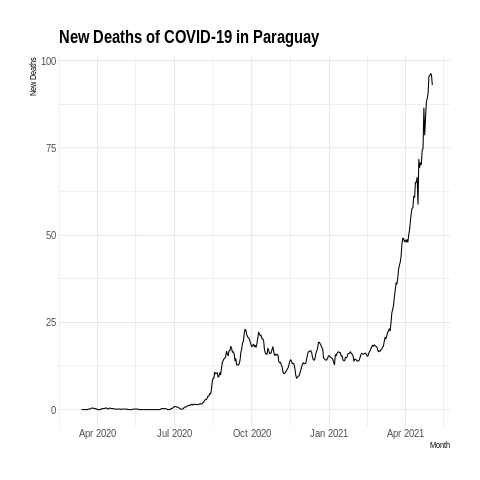 New Deaths of COVID-19 in Paraguay
New Deaths
100
75
50
25
0
Apr 2020 Jul 2020 Oct 2020 Jan 2021 Apr 2021
Month